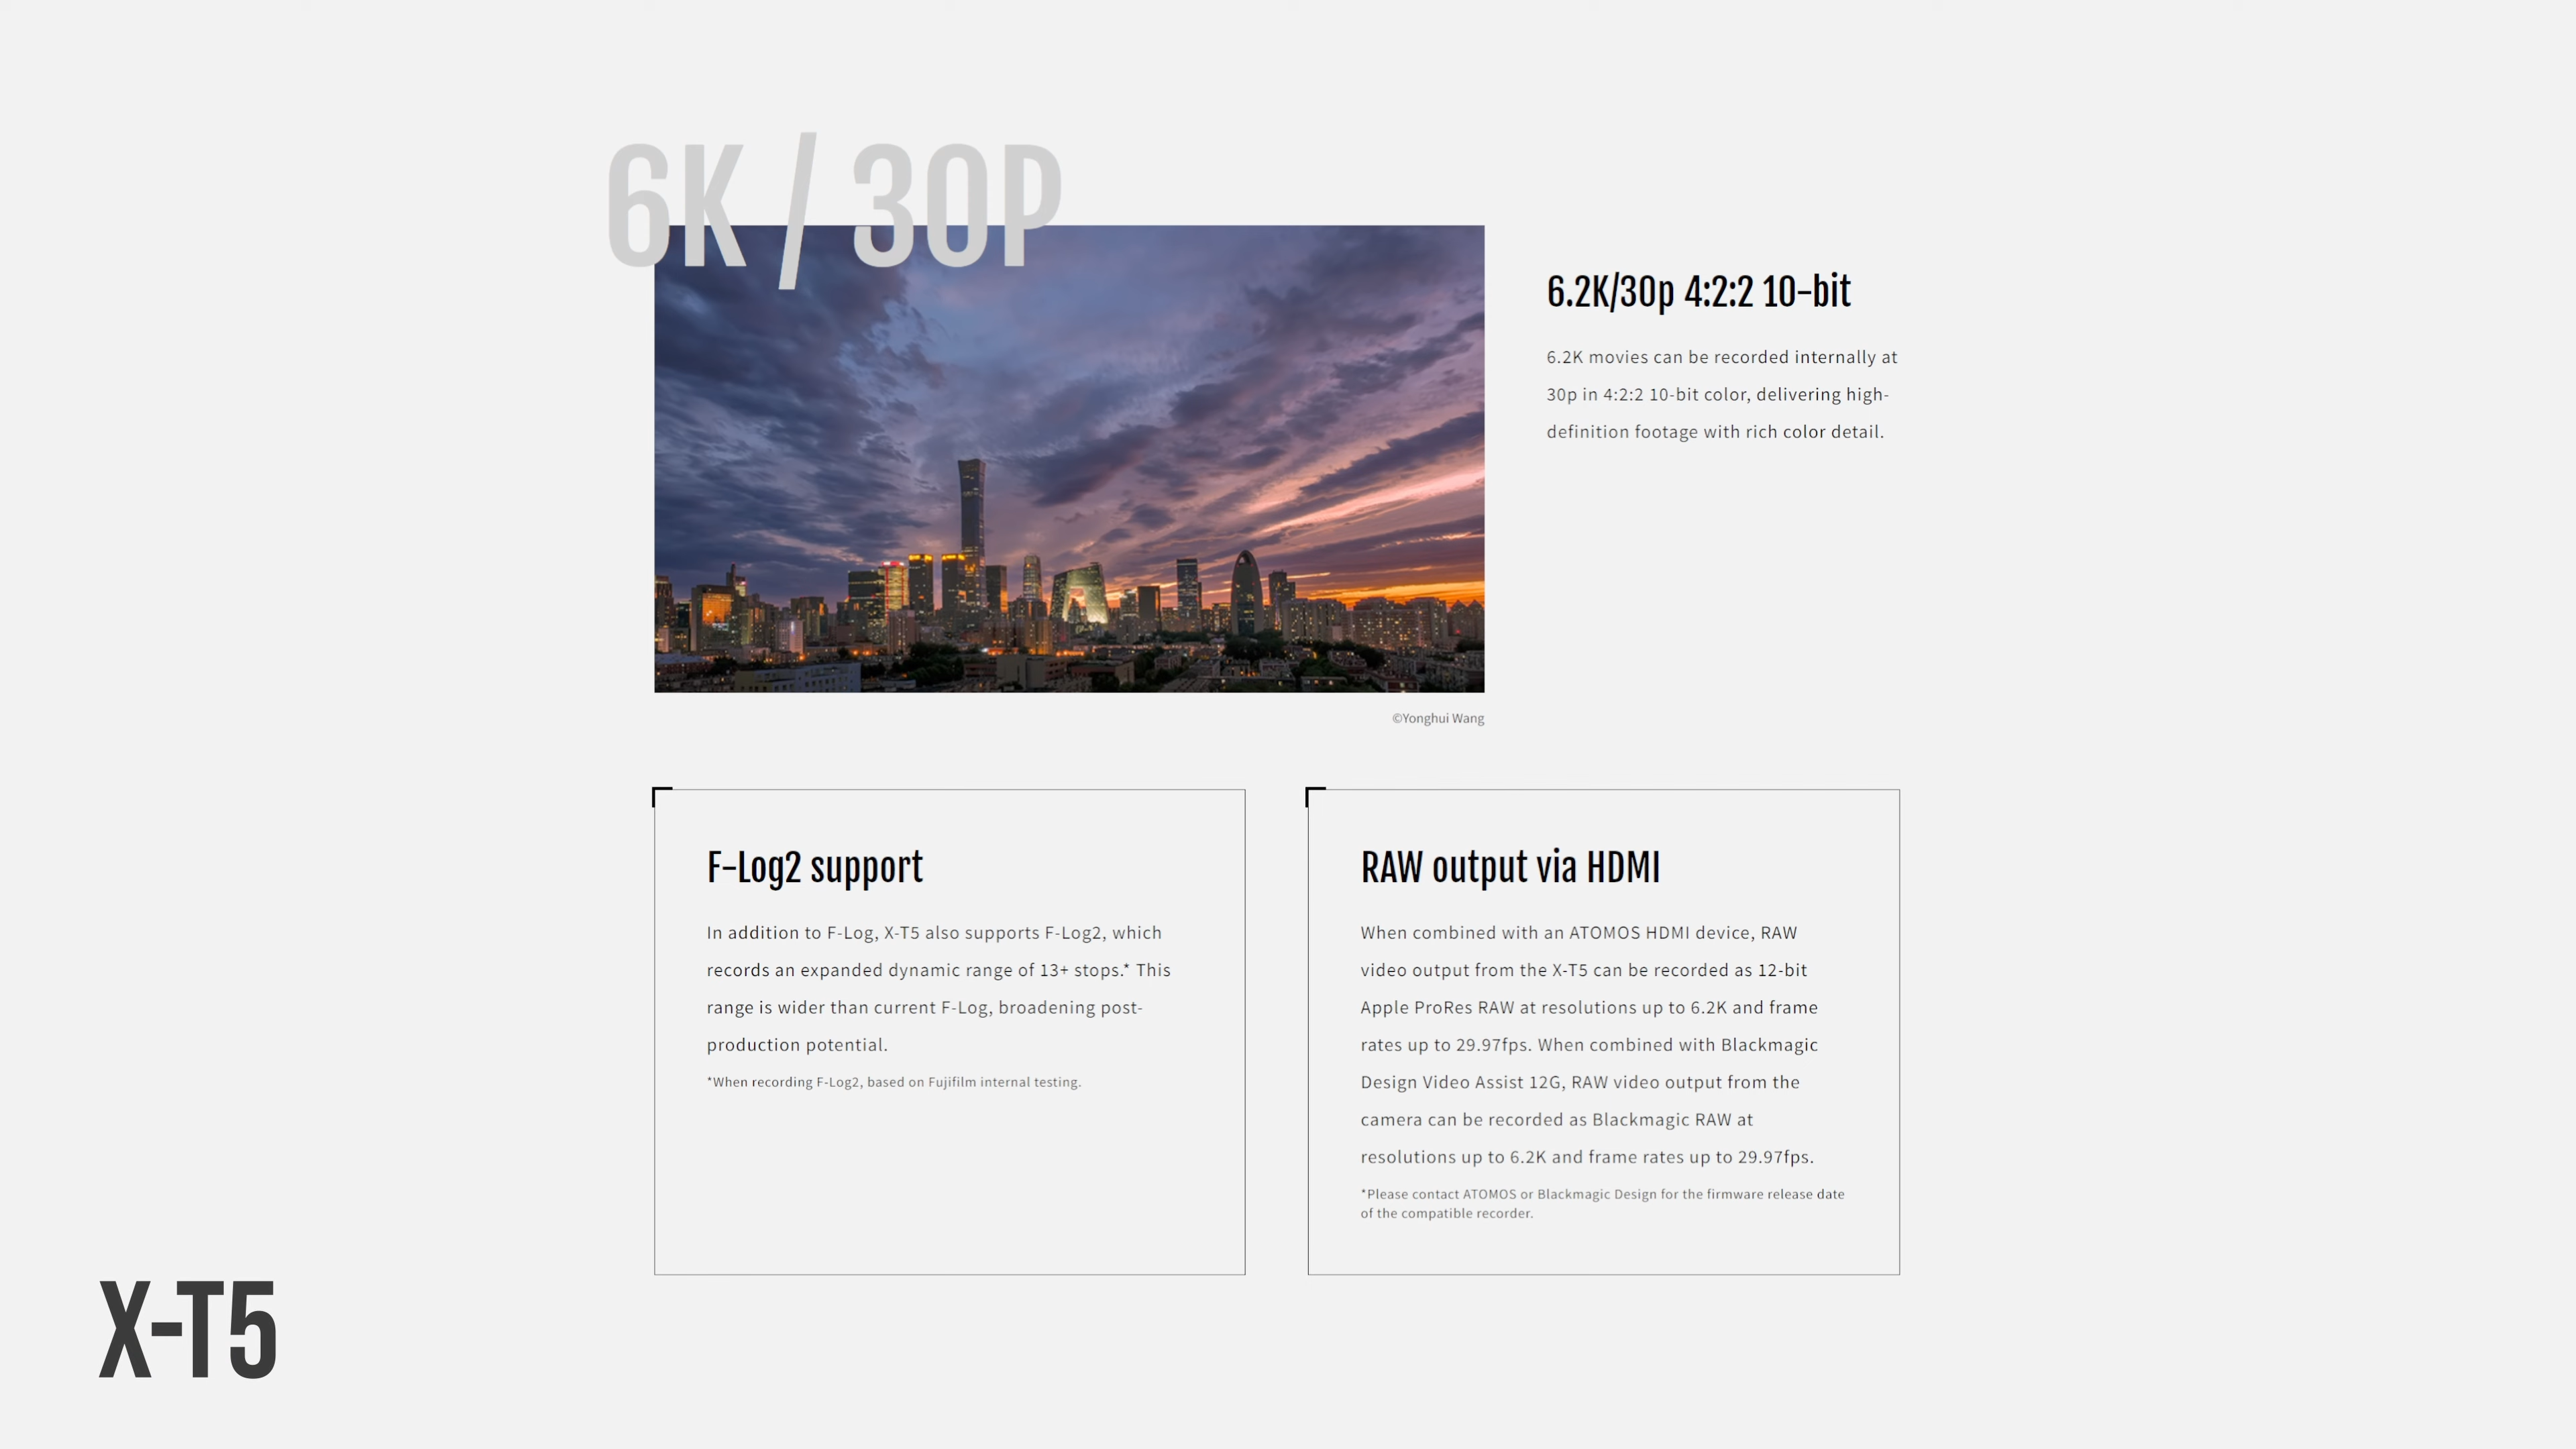 6K / 30P
6.2K/30p 4:2:2 10-bit
6.2K movies can be recorded internally at
30p in 4:2:2 10-bit color, delivering high-
definition footage with rich color detail.
©Yonghui Wang
F-Log2 support
In addition to F-Log, X-T5 also supports F-Log2, which
records an expanded dynamic range of 13+ stops.* This
range is wider than current F-Log, broadening post-
production potential.
*When recording F-Log2, based on Fujifilm internal testing.
RAW output via HDMI
When combined with an ATOMOS HDMI device, RAW
video output from the X-T5 can be recorded as 12-bit
Apple ProRes RAW at resolutions up to 6.2K and frame
rates up to 29.97fps. When combined with Blackmagic
Design Video Assist 12G, RAW video output from the
camera can be recorded as Blackmagic RAW at
resolutions up to 6.2K and frame rates up to 29.97fps.
*Please contact ATOMOS or Blackmagic Design for the firmware release date
of the compatible recorder.
X-T5